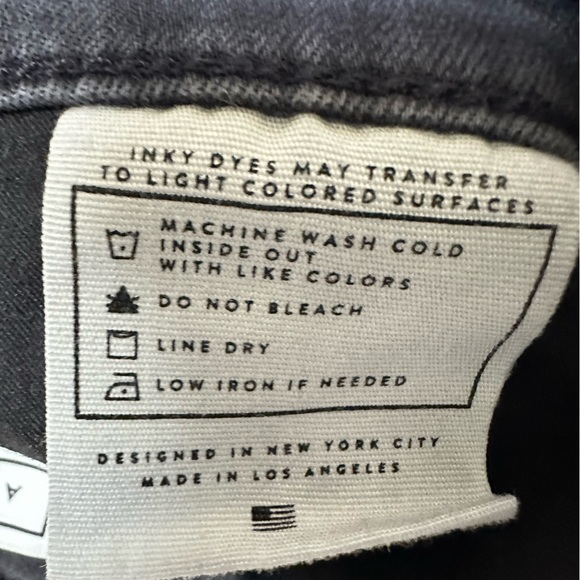 INKY DYES MAY TRANSFER
TO LIGHT COLORED SURFACES
MACHINE WASH COLD
INSIDE OUT
WITH LIKE COLORS
DO NOT BLEACH
LINE DRY
LOW IRON IF NEEDED
DESIGNED IN NEW YORK CITY
MADE IN LOS ANGELES
A